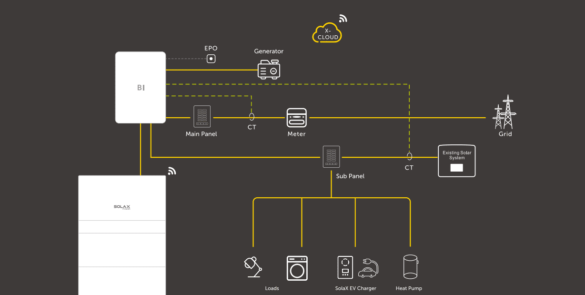 X-
CLOUD
EPO
Generator
BI
Main Panel
CT
Meter
Grid
Existing Solar
System
Sub Panel
CT
SOLAX
Loads
SolaX EV Charger
Heat Pump